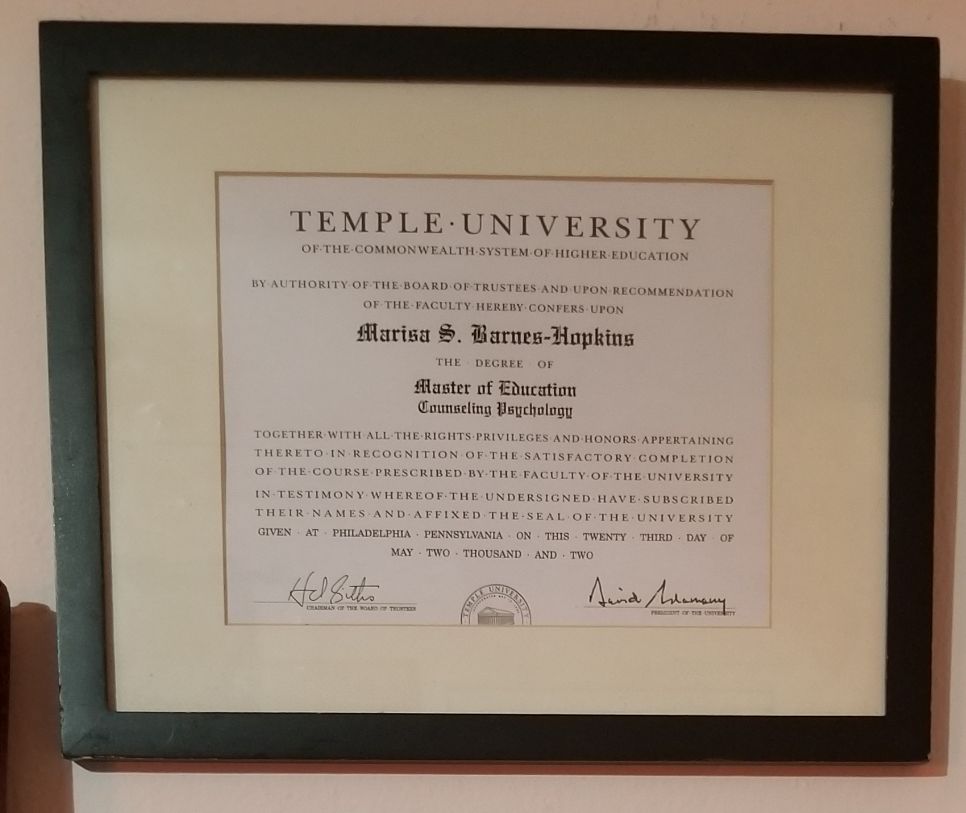 TEMPLE·UNIVERSITY
OF·THE·COMMONWEALTH·SYSTEM·OF·HIGHER·EDUCATION
BY·AUTHORITY·OF·THE·BOARD·OF·TRUSTEES·AND·UPON·RECOMMENDATION
OF·THE·FACULTY·HEREBY·CONFERS·UPON
Marisa S. Barnes-Hopkins
THE · DEGREE · OF
Master of Education
Counseling Psychology
TOGETHER·WITH·ALL·THE·RIGHTS·PRIVILEGES·AND·HONORS·APPERTAINING
THERETO·IN·RECOGNITION·OF·THE·SATISFACTORY·COMPLETION
OF·THE·COURSE·PRESCRIBED·BY·THE·FACULTY·OF·THE·UNIVERSITY
IN·TESTIMONY·WHEREOF·THE·UNDERSIGNED·HAVE·SUBSCRIBED
THEIR·NAMES·AND·AFFIXED·THE·SEAL·OF·THE·UNIVERSITY
GIVEN · AT · PHILADELPHIA · PENNSYLVANIA · ON · THIS · TWENTY · THIRD · DAY · OF
MAY · TWO · THOUSAND · AND · TWO
CHAIRMAN OF THE BOARD OF TRUSTEES
TEMPLE UNIVERSITY
David
PRESIDENT OF THE UNIVERSITY